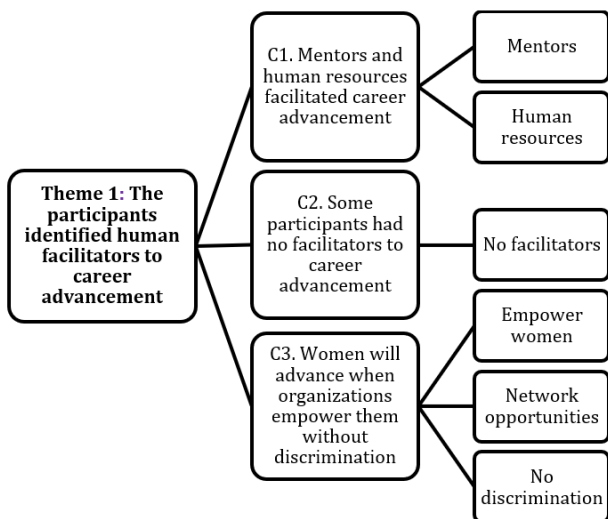 Theme 1: The
participants
identified human
facilitators to
career
advancement
C1. Mentors and
human resources
facilitated career
advancement
Mentors
Human
resources
C2. Some
participants had
no facilitators to
career
advancement
No facilitators
C3. Women will
advance when
organizations
empower them
without
discrimination
Empower
women
Network
opportunities
No
discrimination